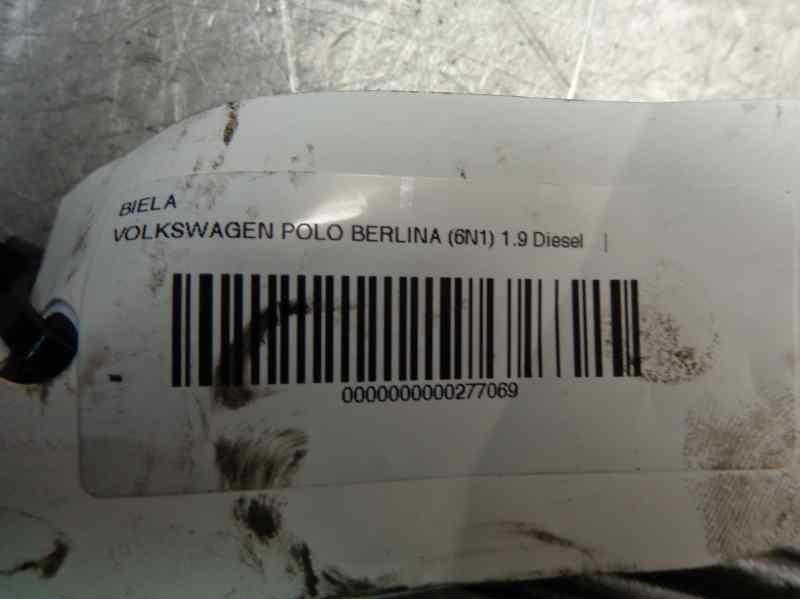 BIELA
VOLKSWAGEN POLO BERLINA (6N1) 1.9 Diesel |
0000000000277069